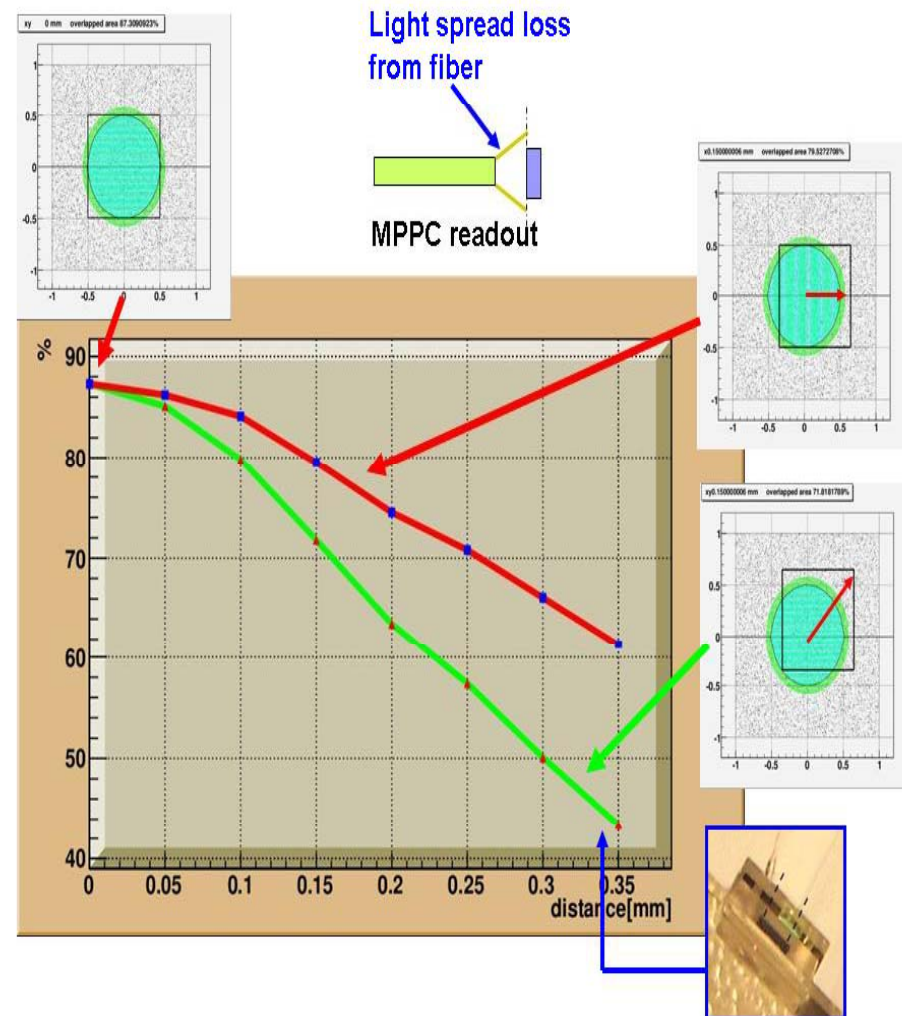 xy 0 mm overlapped area 87.3090923%
1
0.5
0
-0.5
-1
-1 -0.5 0 0.5 1
Light spread loss
from fiber
MPPC readout
x0.150000006 mm overlapped area 79.5272708%
1
0.5
0
-0.5
-1
-1 -0.5 0 0.5 1
%
90
80
70
60
50
40
0 0.05 0.1 0.15 0.2 0.25 0.3 0.35
distance[mm]
xy0.150000006 mm overlapped area 71.8181789%
1
0.5
0
-0.5
-1
-1 -0.5 0 0.5 1